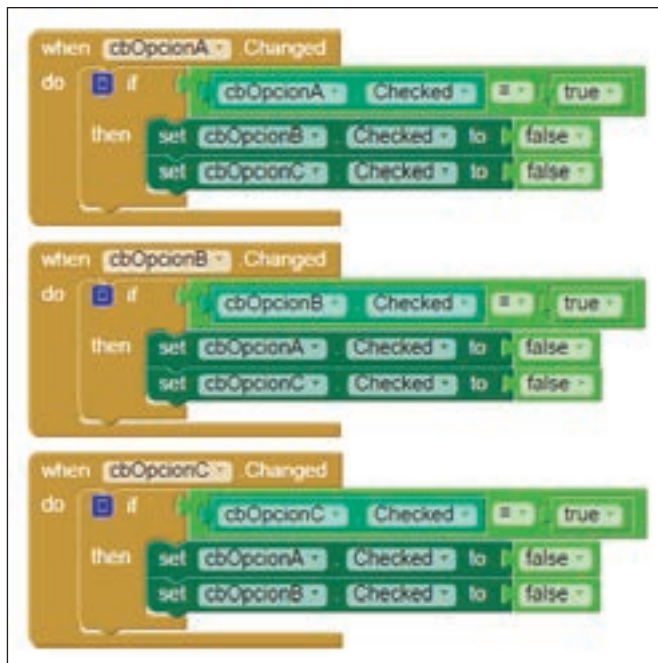 when cbOpcionA .Changed
do if cbOpcionA . Checked = true
then set cbOpcionB . Checked to false
set cbOpcionC . Checked to false
when cbOpcionB .Changed
do if cbOpcionB . Checked = true
then set cbOpcionA . Checked to false
set cbOpcionC . Checked to false
when cbOpcionC .Changed
do if cbOpcionC . Checked = true
then set cbOpcionA . Checked to false
set cbOpcionB . Checked to false